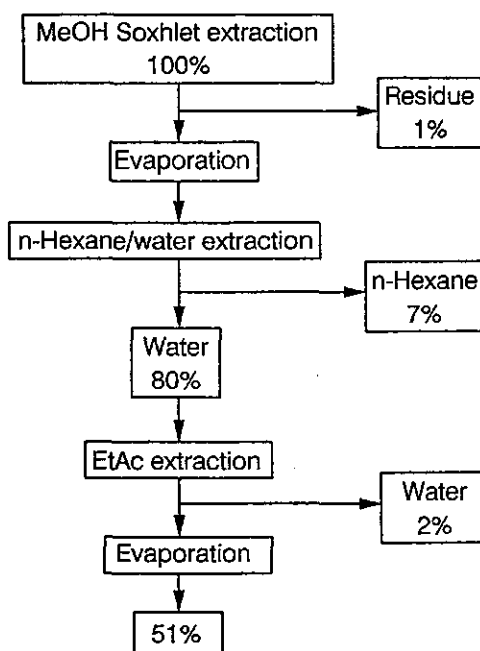 MeOH Soxhlet extraction
100%
Residue
1%
Evaporation
n-Hexane/water extraction
n-Hexane
7%
Water
80%
EtAc extraction
Water
2%
Evaporation
51%